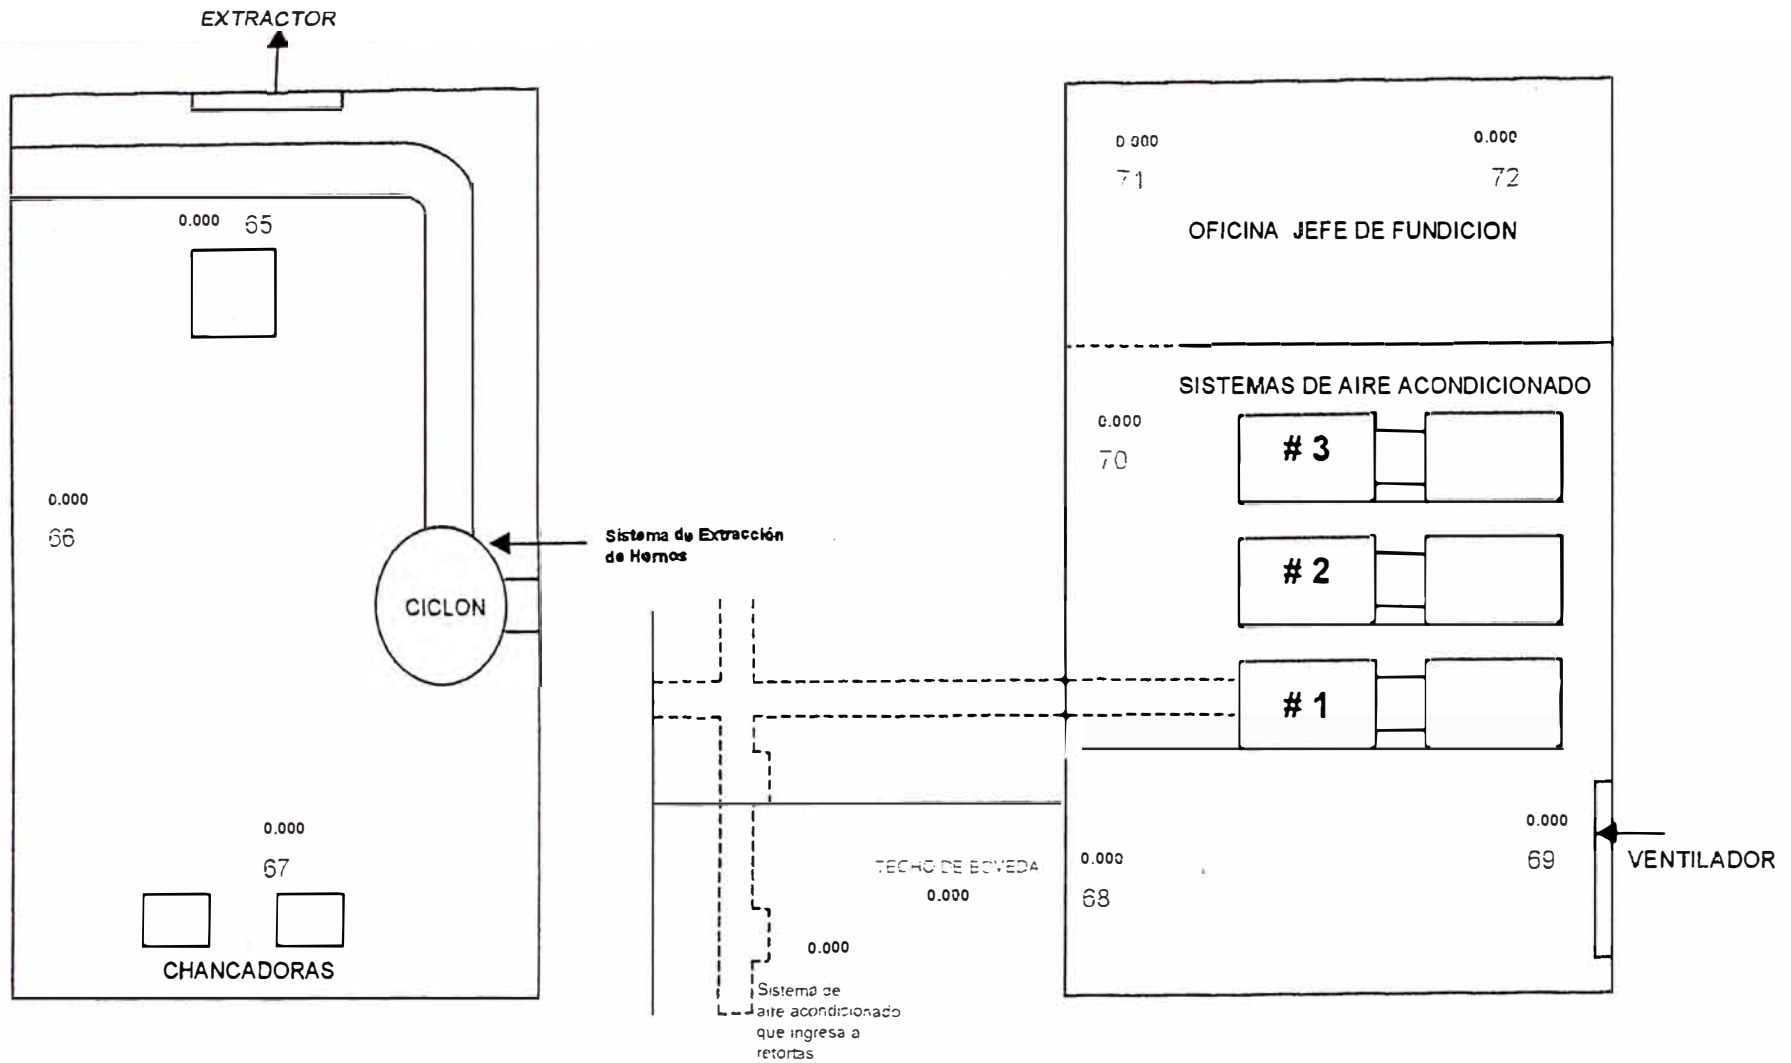 EXTRACTOR
0.000 65
0.000
66
Sistema de Extracción
de Hornos
CICLON
0.000
67
CHANCADORAS
TECHO DE BOVEDA
0.000
0.000
Sistema de
aire acondicionado
que ingresa a
retortas
0.000 0.000
71 72
OFICINA JEFE DE FUNDICION
SISTEMAS DE AIRE ACONDICIONADO
0.000
70
# 3
# 2
# 1
0.000
68
0.000
69
VENTILADOR